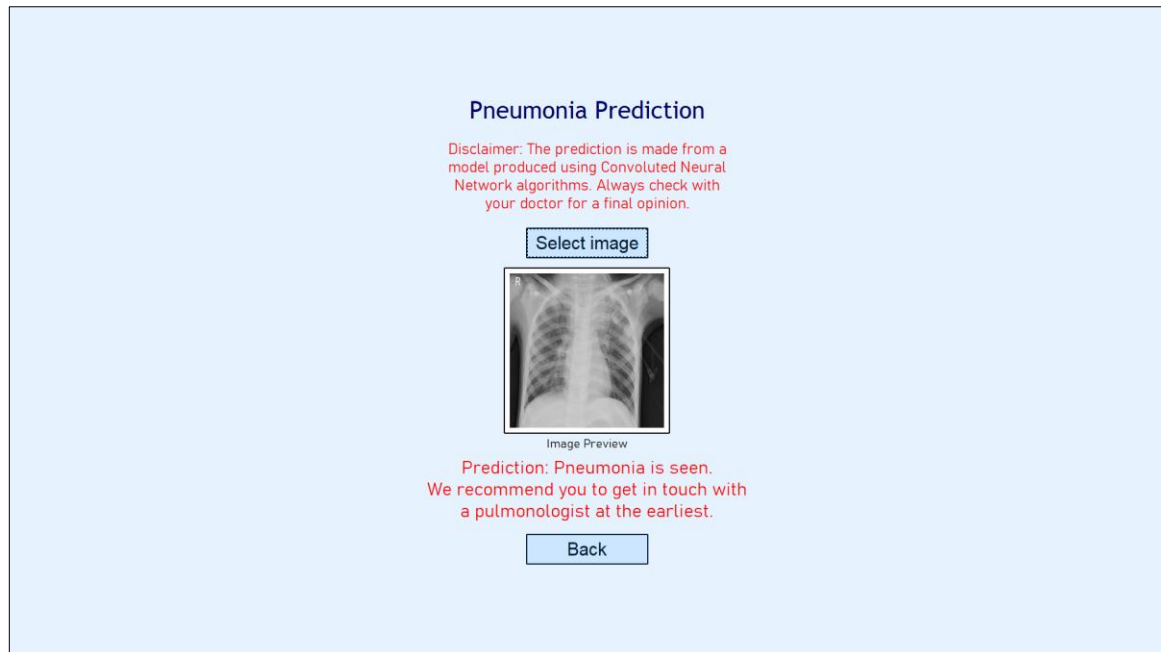 Pneumonia Prediction
Disclaimer: The prediction is made from a
model produced using Convoluted Neural
Network algorithms. Always check with
your doctor for a final opinion.
Select image
R
Image Preview
Prediction: Pneumonia is seen.
We recommend you to get in touch with
a pulmonologist at the earliest.
Back